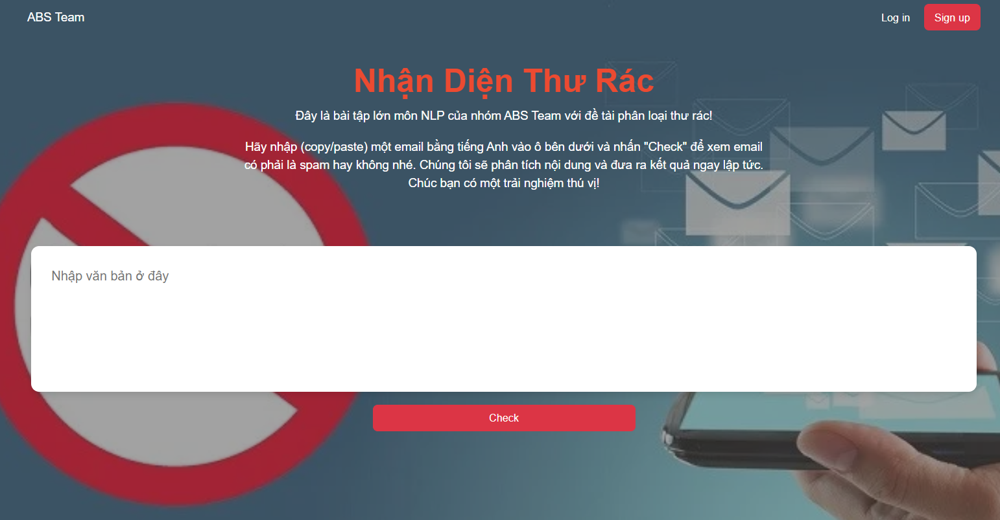 ABS Team
Log in
Sign up
Nhận Diện Thư Rác
Đây là bài tập lớn môn NLP của nhóm ABS Team với đề tài phân loại thư rác!
Hãy nhập (copy/paste) một email bằng tiếng Anh vào ô bên dưới và nhấn "Check" để xem email
có phải là spam hay không nhé. Chúng tôi sẽ phân tích nội dung và đưa ra kết quả ngay lập tức.
Chúc bạn có một trải nghiệm thú vị!
Nhập văn bản ở đây
Check